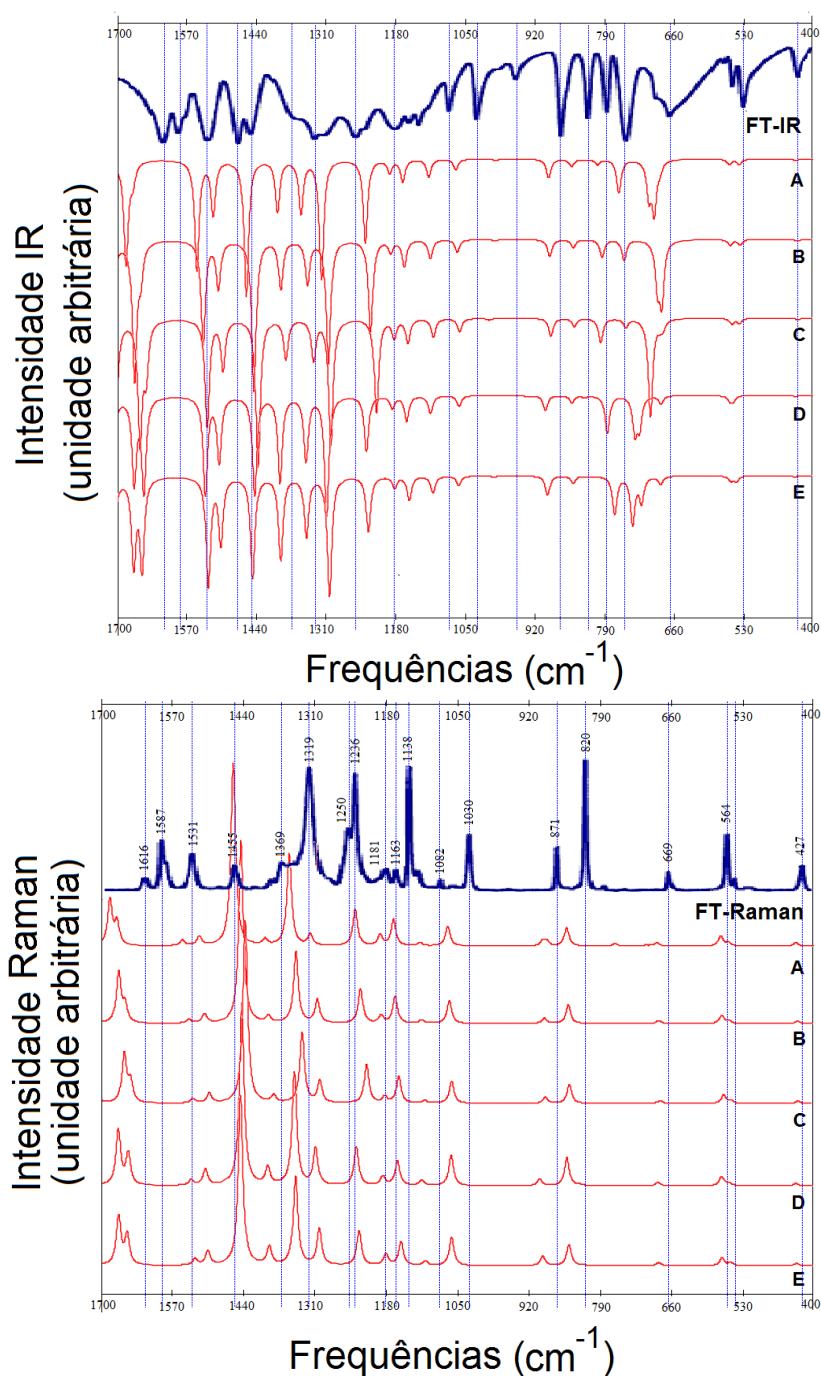 1700 1570 1440 1310 1180 1050 920 790 660 530 400
FT-IR
A
B
C
D
E
Intensidade IR
(unidade arbitrária)
1700 1570 1440 1310 1180 1050 920 790 660 530 400
Frequências (cm-1)
1700 1570 1440 1310 1180 1050 920 790 660 530 400
1616 1587 1531 1455 1369 1319 1250 1236 1181 1163 1138 1082 1030 871 820 669 564 427
FT-Raman
A
B
C
D
E
Intensidade Raman
(unidade arbitrária)
1700 1570 1440 1310 1180 1050 920 790 660 530 400
Frequências (cm-1)